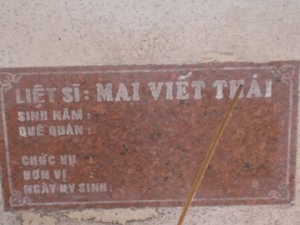 LIỆT SĨ: MAI VIẾT THÁI
SINH NĂM :
QUÊ QUÁN :
CHỨC VỤ :
ĐƠN VỊ :
NGÀY HY SINH :